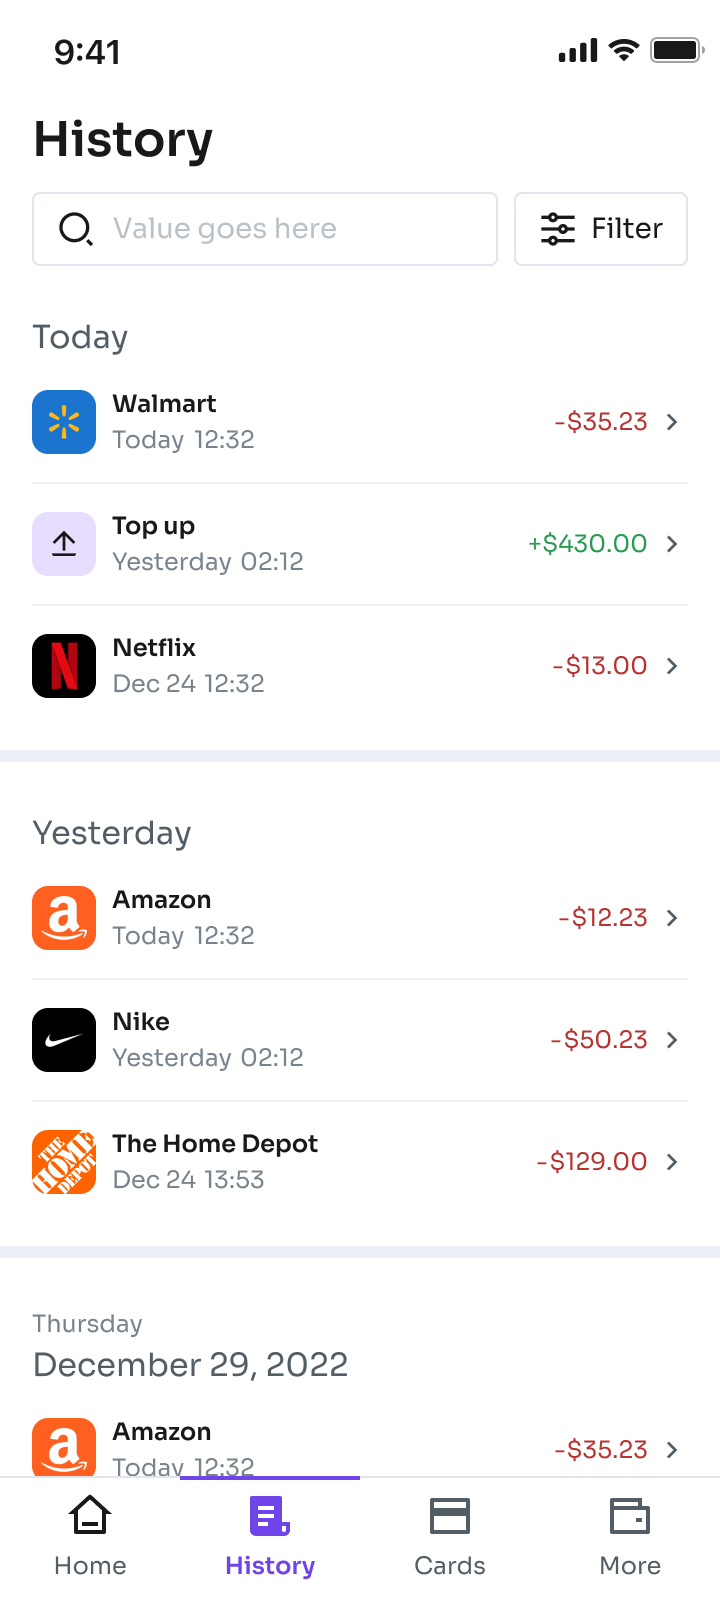 9:41
History
Value goes here
Filter
Today
Walmart
Today 12:32
-$35.23
Top up
Yesterday 02:12
+$430.00
Netflix
Dec 24 12:32
-$13.00
Yesterday
Amazon
Today 12:32
-$12.23
Nike
Yesterday 02:12
-$50.23
THE HOME DEPOT
The Home Depot
Dec 24 13:53
-$129.00
Thursday
December 29, 2022
Amazon
Today 12:32
-$35.23
Home
History
Cards
More